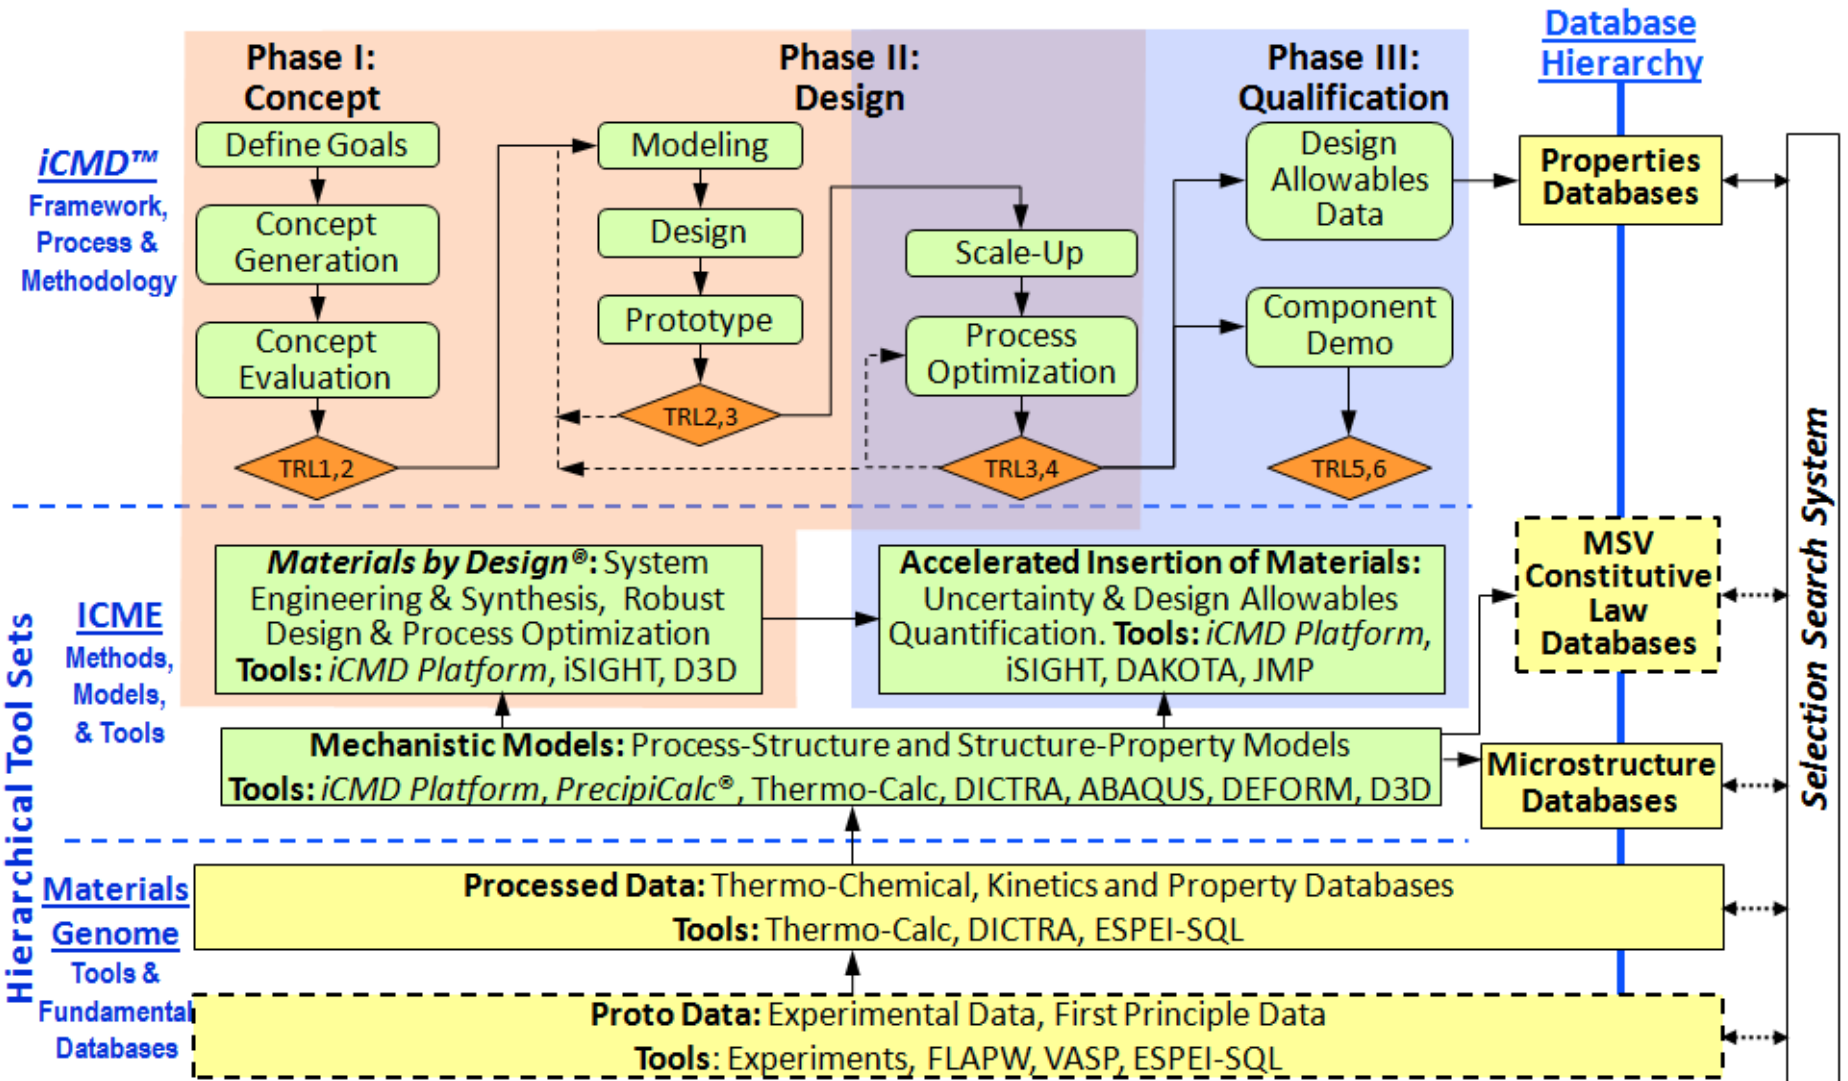 Database
Hierarchy
Phase I:
Concept
Phase II:
Design
Phase III:
Qualification
iCMD™
Framework,
Process &
Methodology
Define Goals
Concept
Generation
Concept
Evaluation
TRL1,2
Modeling
Design
Prototype
TRL2,3
Scale-Up
Process
Optimization
TRL3,4
Design
Allowables
Data
Component
Demo
TRL5,6
Properties
Databases
Selection Search System
Hierarchical Tool Sets
ICME
Methods,
Models,
& Tools
Materials by Design®: System
Engineering & Synthesis, Robust
Design & Process Optimization
Tools: iCMD Platform, iSIGHT, D3D
Accelerated Insertion of Materials:
Uncertainty & Design Allowables
Quantification. Tools: iCMD Platform,
iSIGHT, DAKOTA, JMP
MSV
Constitutive
Law
Databases
Mechanistic Models: Process-Structure and Structure-Property Models
Tools: iCMD Platform, PrecipiCalc®, Thermo-Calc, DICTRA, ABAQUS, DEFORM, D3D
Microstructure
Databases
Materials
Genome
Tools &
Fundamental
Databases
Processed Data: Thermo-Chemical, Kinetics and Property Databases
Tools: Thermo-Calc, DICTRA, ESPEI-SQL
Proto Data: Experimental Data, First Principle Data
Tools: Experiments, FLAPW, VASP, ESPEI-SQL